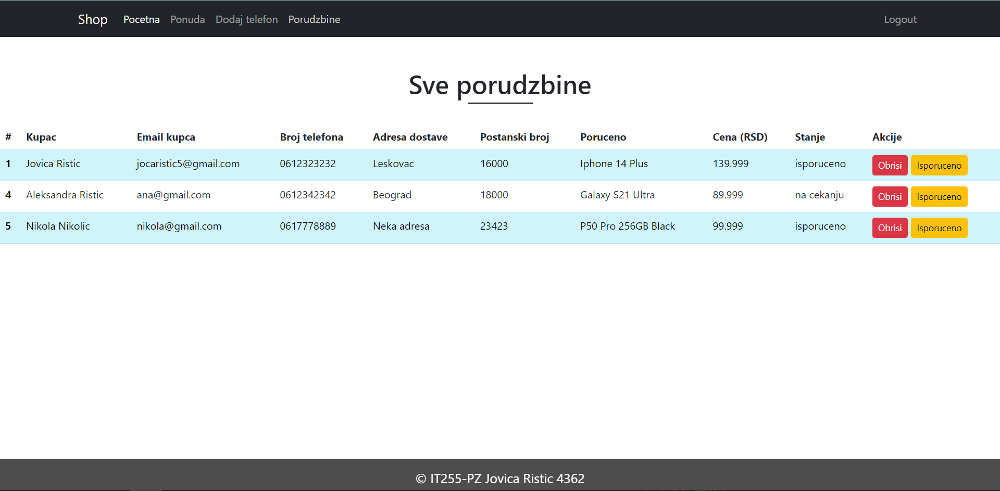 Shop Pocetna Ponuda Dodaj telefon Porudzbine Logout
Sve porudzbine
# Kupac Email kupca Broj telefona Adresa dostave Postanski broj Poruceno Cena (RSD) Stanje Akcije
1 Jovica Ristic jocaristic5@gmail.com 0612323232 Leskovac 16000 Iphone 14 Plus 139.999 isporuceno Obrisi Isporuceno
4 Aleksandra Ristic ana@gmail.com 0612342342 Beograd 18000 Galaxy S21 Ultra 89.999 na cekanju Obrisi Isporuceno
5 Nikola Nikolic nikola@gmail.com 0617778889 Neka adresa 23423 P50 Pro 256GB Black 99.999 isporuceno Obrisi Isporuceno
© IT255-PZ Jovica Ristic 4362